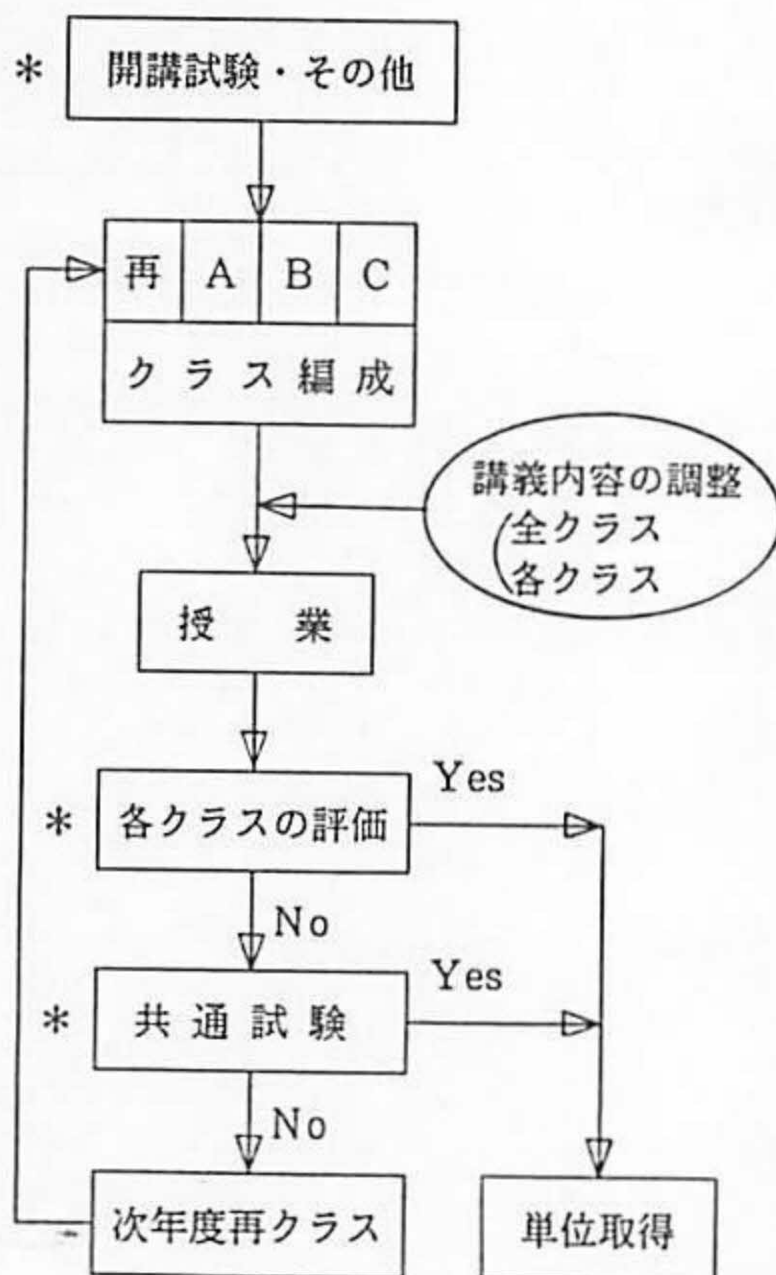 * 開講試験・その他
再 A B C
クラス編成
講義内容の調整
(全クラス
各クラス
授 業
Yes
* 各クラスの評価
No
Yes
* 共通試験
No
次年度再クラス
単位取得